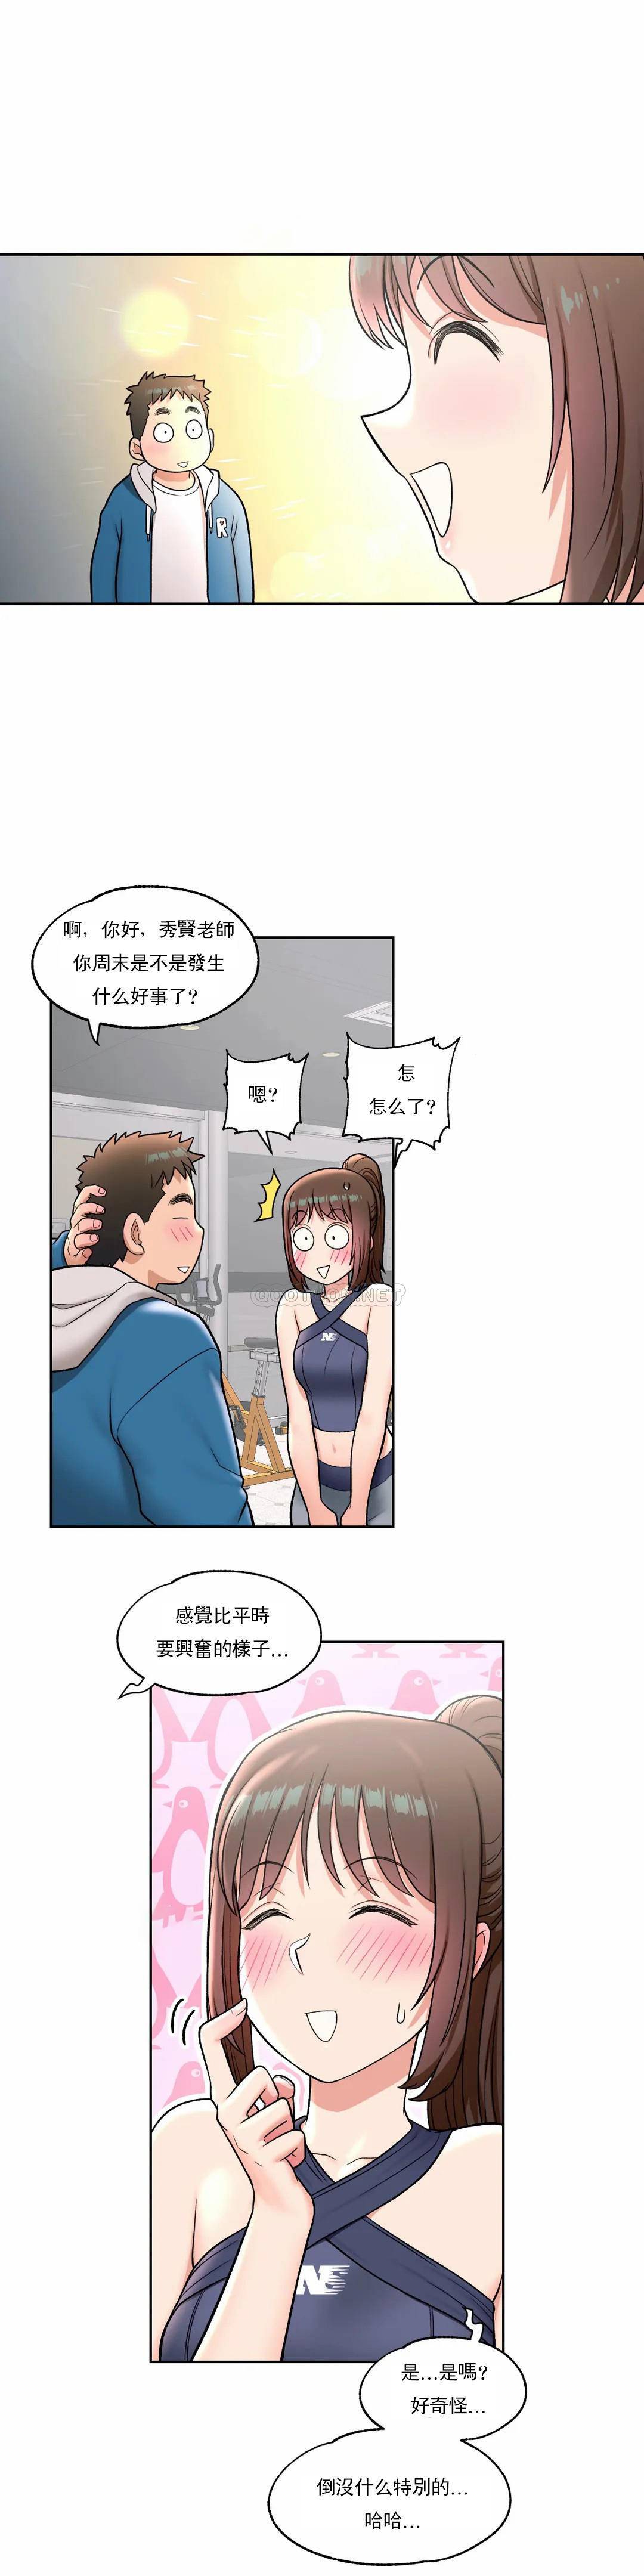 R
啊，你好，秀賢老師
你周末是不是發生
什么好事了？
嗯？
怎
怎么了？
N
感覺比平時
要興奮的樣子...
N
是...是嗎？
好奇怪...
倒沒什么特別的...
哈哈...